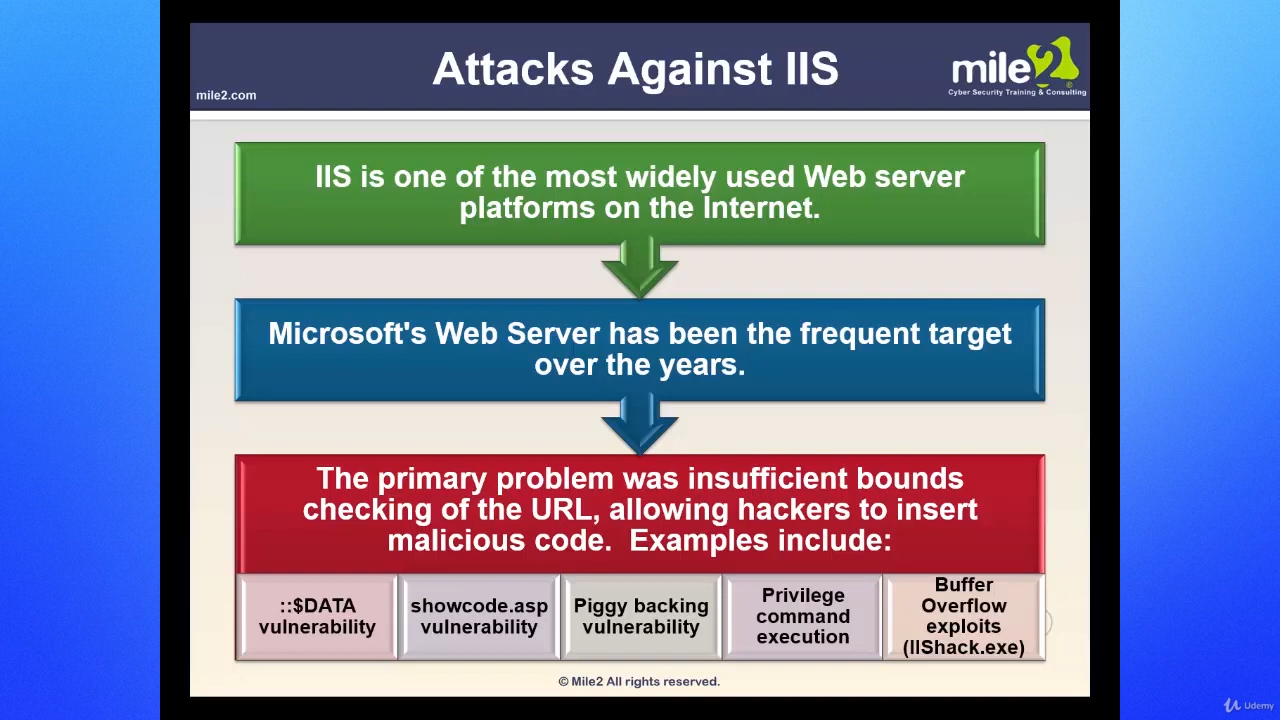 Attacks Against IIS
mile2
Cyber Security Training & Consulting
mile2.com
IIS is one of the most widely used Web server
platforms on the Internet.
Microsoft's Web Server has been the frequent target
over the years.
The primary problem was insufficient bounds
checking of the URL, allowing hackers to insert
malicious code.  Examples include:
::$DATA
vulnerability
showcode.asp
vulnerability
Piggy backing
vulnerability
Privilege
command
execution
Buffer
Overflow
exploits
(IIShack.exe)
© Mile2 All rights reserved.
Udemy